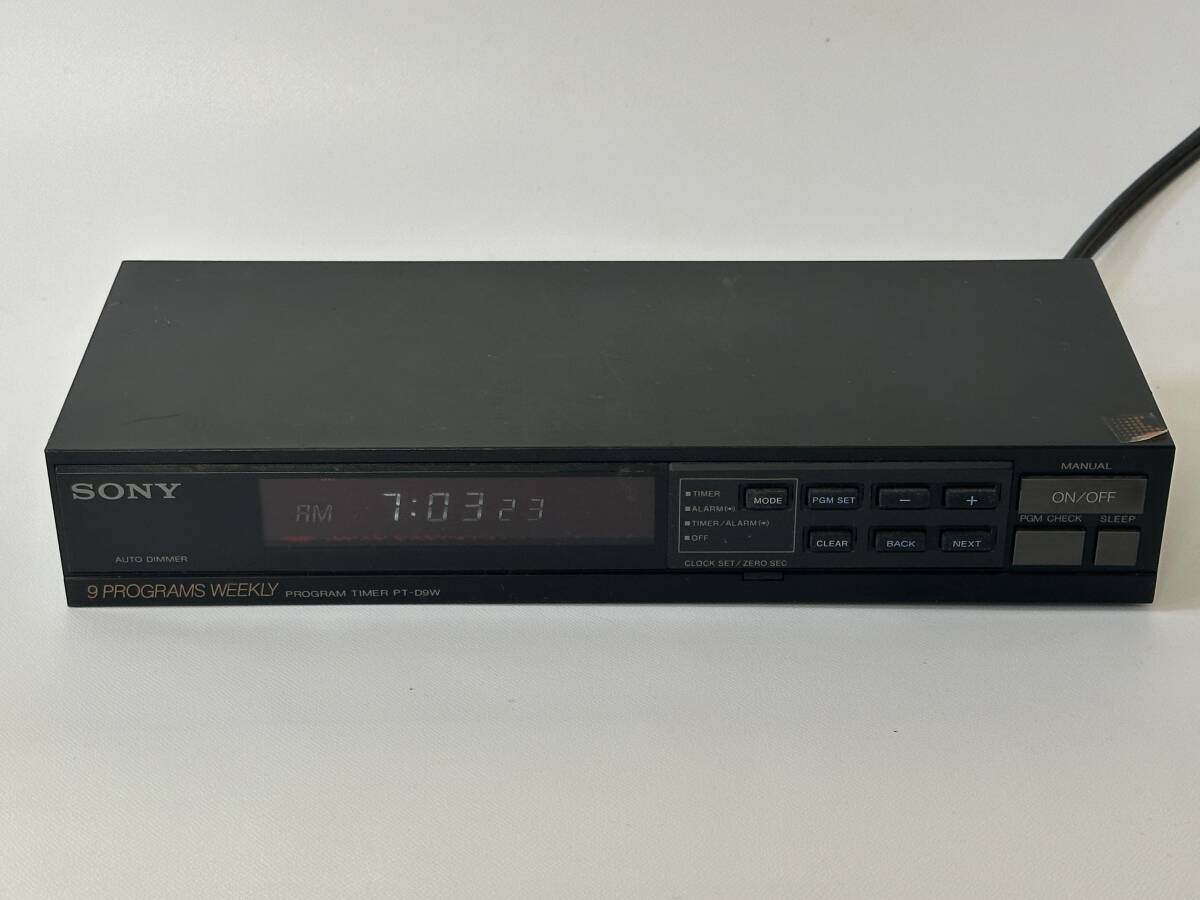 SONY
AUTO DIMMER
AM 7:03 23
9 PROGRAMS WEEKLY PROGRAM TIMER PT-D9W
TIMER
ALARM(•)
TIMER/ALARM(•)
OFF
MODE
CLOCK SET/ZERO SEC
PGM SET
−
+
CLEAR
BACK
NEXT
MANUAL
ON/OFF
PGM CHECK
SLEEP